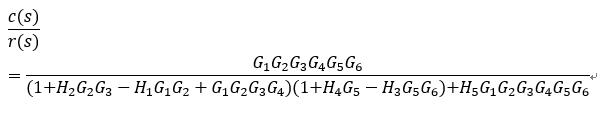 c(s)
r(s)
= G₁G₂G₃G₄G₅G₆
(1+H₂G₂G₃ − H₁G₁G₂ + G₁G₂G₃G₄)(1+H₄G₅ − H₃G₅G₆)+H₅G₁G₂G₃G₄G₅G₆